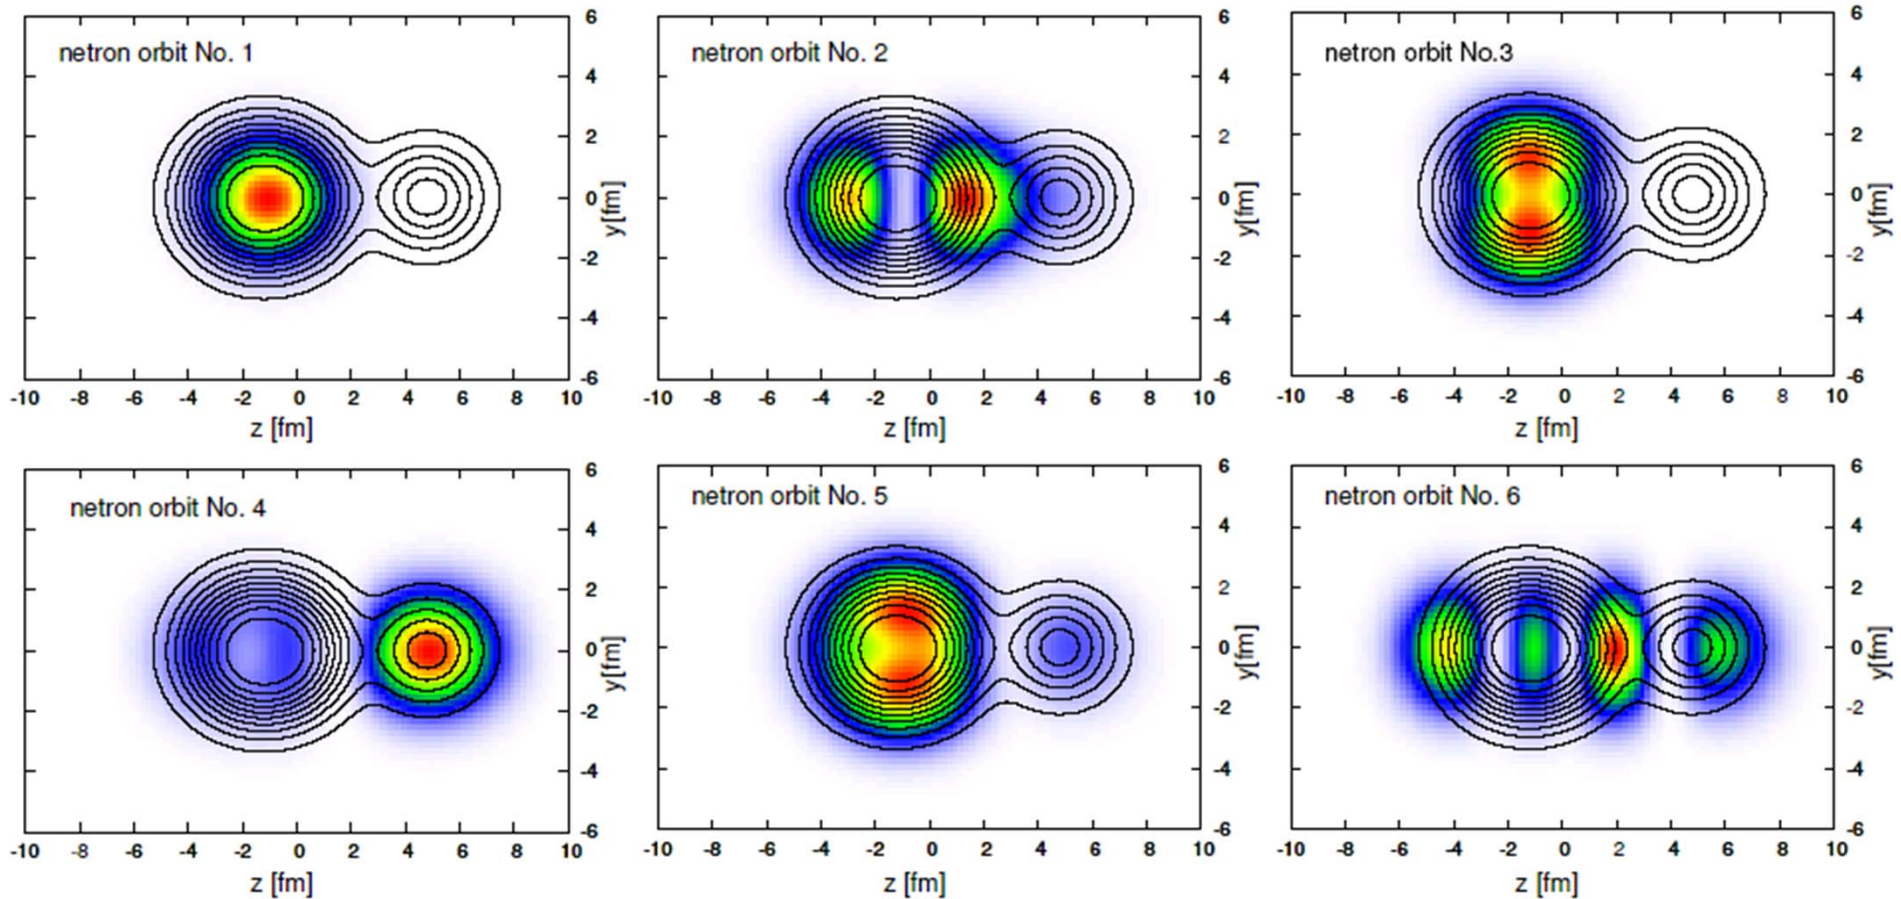 netron orbit No. 1
6
4
2
0
-2
-4
-6
y[fm]
-10 -8 -6 -4 -2 0 2 4 6 8 10
z [fm]
netron orbit No. 2
6
4
2
0
-2
-4
-6
y[fm]
-10 -8 -6 -4 -2 0 2 4 6 8 10
z [fm]
netron orbit No.3
6
4
2
0
-2
-4
-6
y[fm]
-10 -8 -6 -4 -2 0 2 4 6 8 10
z [fm]
netron orbit No. 4
6
4
2
0
-2
-4
-6
y[fm]
-10 -8 -6 -4 -2 0 2 4 6 8 10
z [fm]
netron orbit No. 5
6
4
2
0
-2
-4
-6
y[fm]
-10 -8 -6 -4 -2 0 2 4 6 8 10
z [fm]
netron orbit No. 6
6
4
2
0
-2
-4
-6
y[fm]
-10 -8 -6 -4 -2 0 2 4 6 8 10
z [fm]